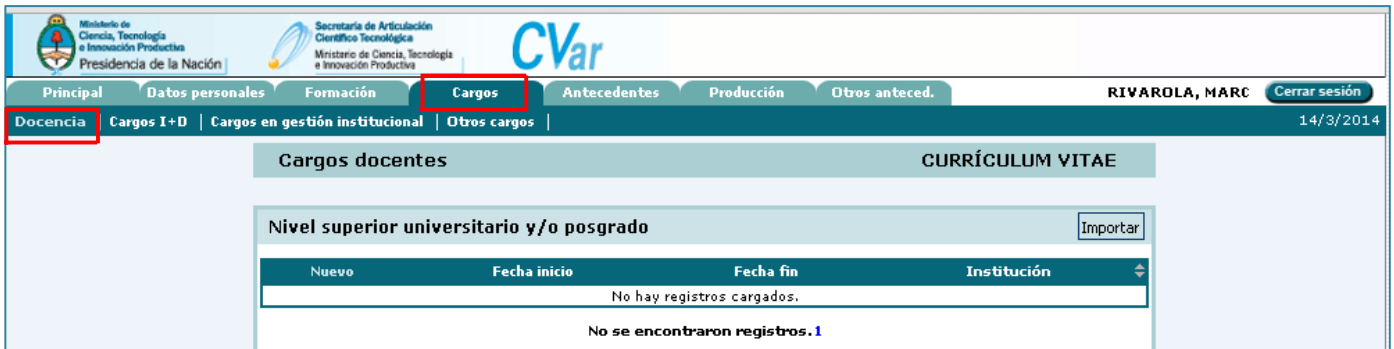 Ministerio de
Ciencia, Tecnología
e Innovación Productiva
Presidencia de la Nación
Secretaría de Articulación
Científico Tecnológica
Ministerio de Ciencia, Tecnología
e Innovación Productiva
CVar
Principal Datos personales Formación Cargos Antecedentes Producción Otros anteced. RIVAROLA, MARC Cerrar sesión
Docencia | Cargos I+D | Cargos en gestión institucional | Otros cargos | 14/3/2014
Cargos docentes CURRÍCULUM VITAE
Nivel superior universitario y/o posgrado Importar
Nuevo Fecha inicio Fecha fin Institución
No hay registros cargados.
No se encontraron registros.1